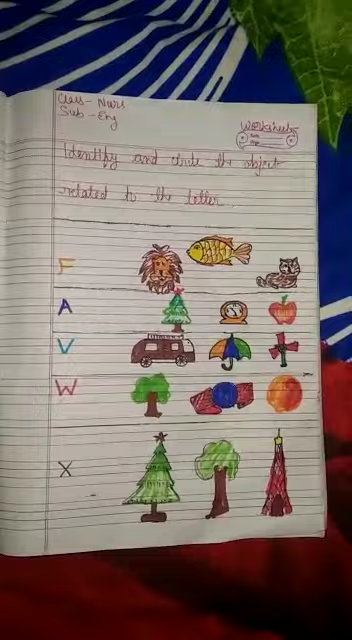 Class - Nurs
Sub - Eng
Worksheet
Identify and circle the object
related to the letter.
F
A
V
W
X